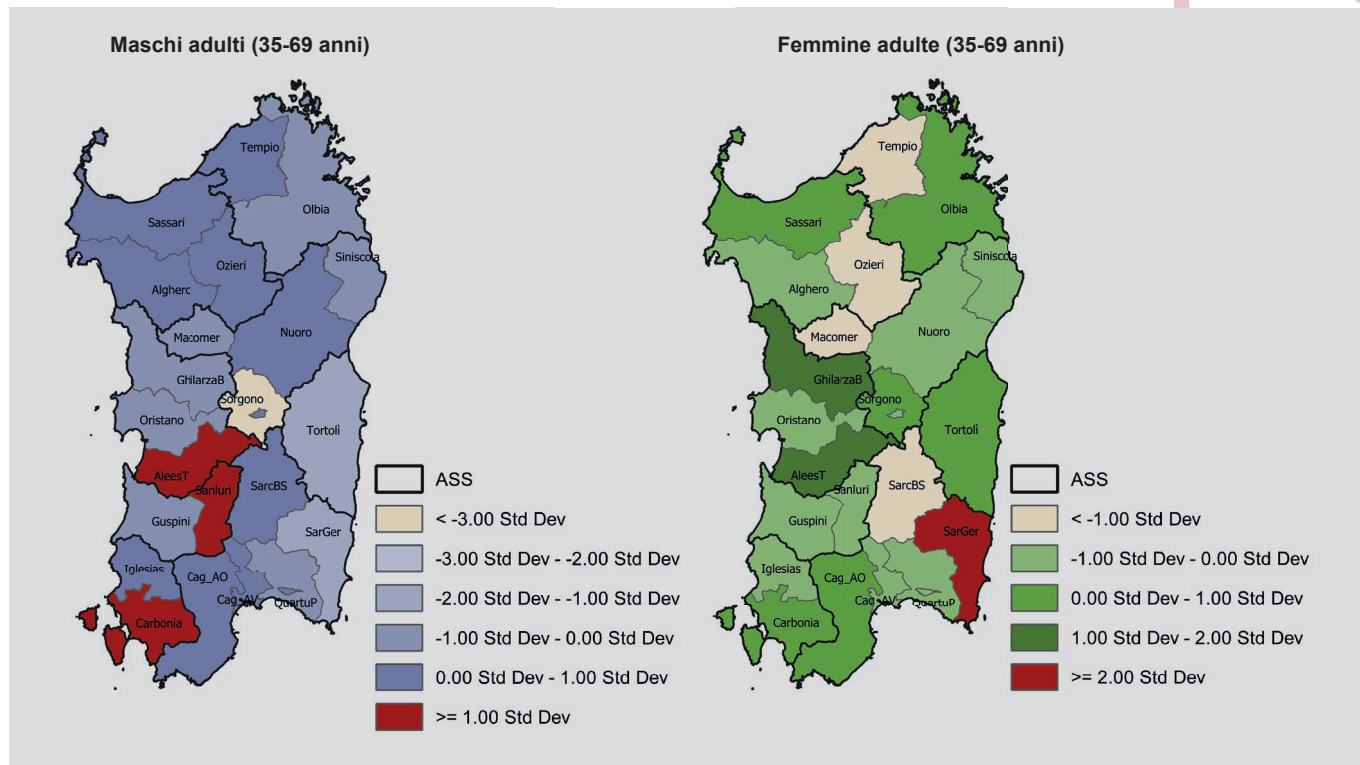 Maschi adulti (35-69 anni)
Femmine adulte (35-69 anni)
Tempio
Olbia
Sassari
Siniscola
Ozieri
Algherc
Nuoro
Macomer
GhilarzaB
Sorgono
Oristano
Tortolì
AleesT
Sanluri
SarcBS
Guspini
SarGer
Iglesias
Cag_AO
Cag_AV
QuartuP
Carbonia
ASS
< -3.00 Std Dev
-3.00 Std Dev - -2.00 Std Dev
-2.00 Std Dev - -1.00 Std Dev
-1.00 Std Dev - 0.00 Std Dev
0.00 Std Dev - 1.00 Std Dev
>= 1.00 Std Dev
Tempio
Olbia
Sassari
Siniscola
Ozieri
Alghero
Nuoro
Macomer
GhilarzaB
Sorgono
Oristano
Tortolì
AleesT
Sanluri
SarcBS
Guspini
SarGer
Iglesias
Cag_AO
Cag_AV
QuartuP
Carbonia
ASS
< -1.00 Std Dev
-1.00 Std Dev - 0.00 Std Dev
0.00 Std Dev - 1.00 Std Dev
1.00 Std Dev - 2.00 Std Dev
>= 2.00 Std Dev